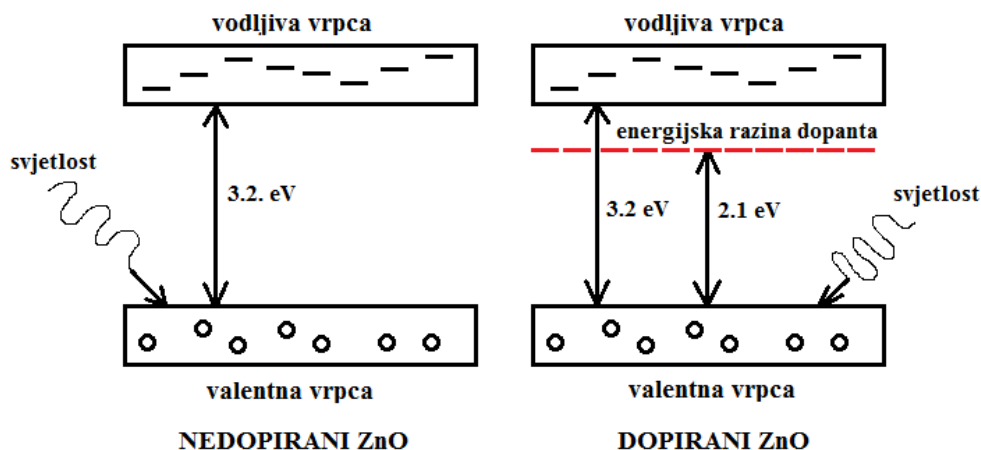 vodljiva vrpca
svjetlost
3.2. eV
valentna vrpca
NEDOPIRANI ZnO
vodljiva vrpca
energijska razina dopanta
3.2 eV
2.1 eV
svjetlost
valentna vrpca
DOPIRANI ZnO